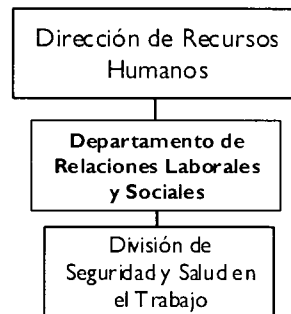 Dirección de Recursos
Humanos
Departamento de
Relaciones Laborales
y Sociales
División de
Seguridad y Salud en
el Trabajo